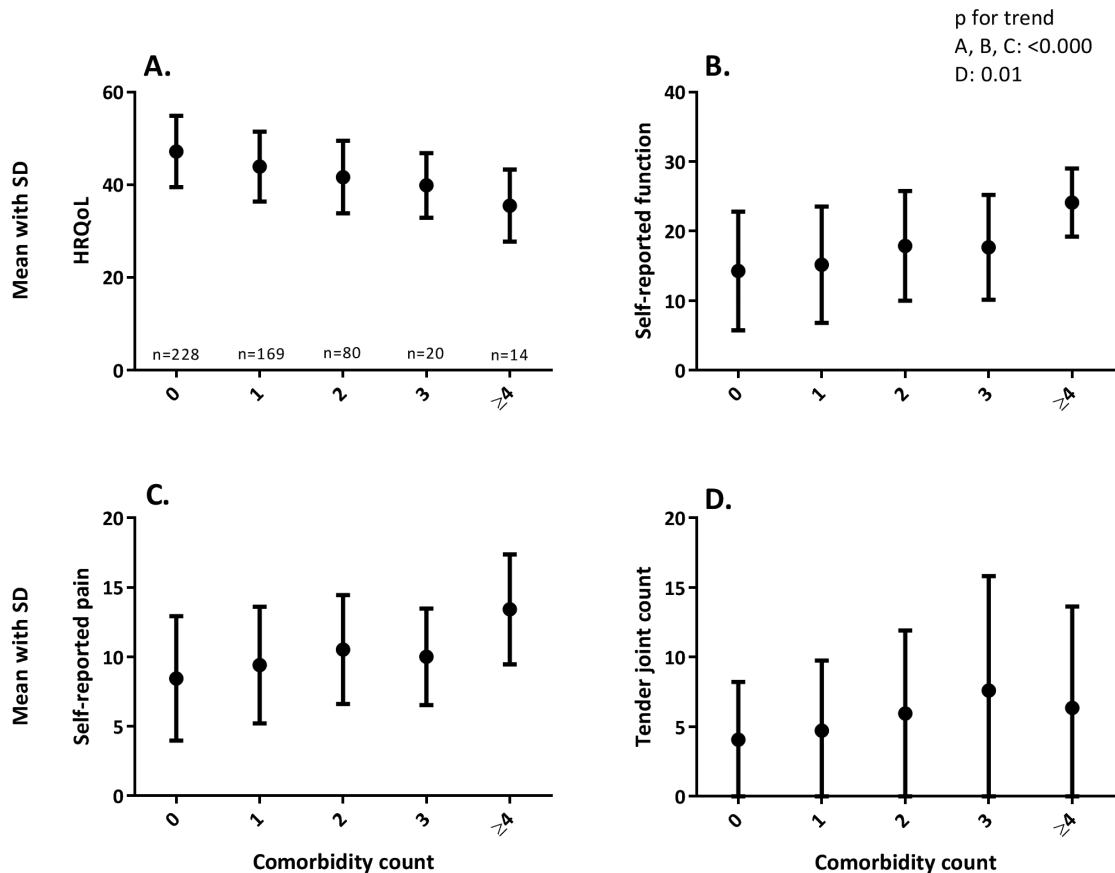 p for trend
A, B, C: <0.000
D: 0.01
A.
Mean with SD
HRQoL
60
40
20
0
n=228 n=169 n=80 n=20 n=14
0 1 2 3 ≥4
B.
Self-reported function
40
30
20
10
0
0 1 2 3 ≥4
C.
Mean with SD
Self-reported pain
20
15
10
5
0
0 1 2 3 ≥4
Comorbidity count
D.
Tender joint count
20
15
10
5
0
0 1 2 3 ≥4
Comorbidity count